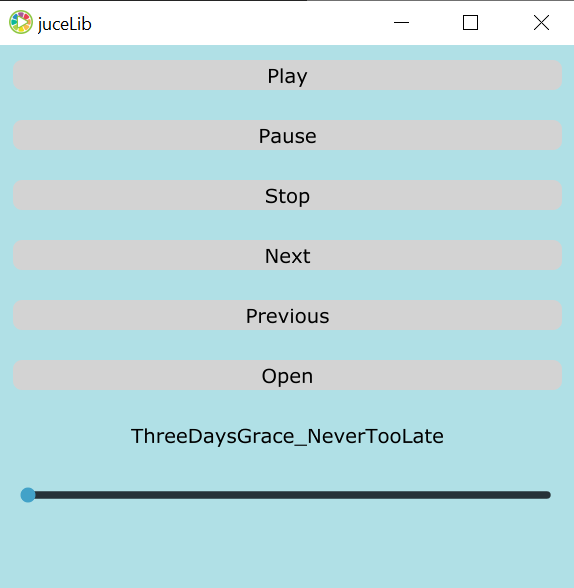 juceLib
Play
Pause
Stop
Next
Previous
Open
ThreeDaysGrace_NeverTooLate